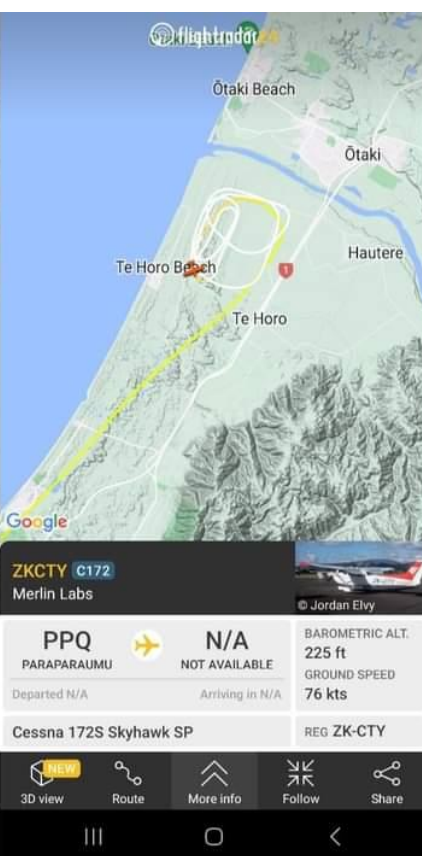 flightradar24
Ōtaki Beach
Ōtaki
Hautere
Te Horo Beach
1
Te Horo
Google
ZKCTY C172
Merlin Labs
© Jordan Elvy
PPQ
PARAPARAUMU
N/A
NOT AVAILABLE
Departed N/A
Arriving in N/A
BAROMETRIC ALT.
225 ft
GROUND SPEED
76 kts
Cessna 172S Skyhawk SP
REG ZK-CTY
NEW
3D view
Route
More info
Follow
Share